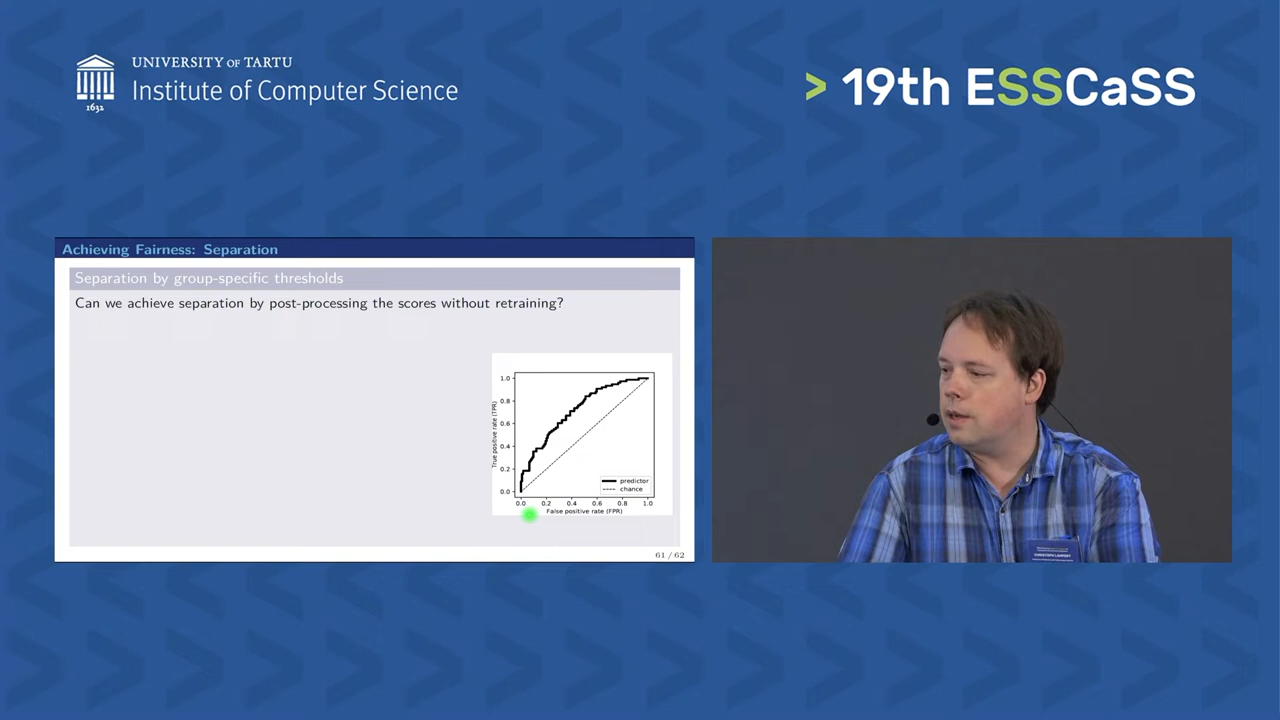 UNIVERSITY OF TARTU
Institute of Computer Science
1632
> 19th ESSCaSS
Achieving Fairness: Separation
Separation by group-specific thresholds
Can we achieve separation by post-processing the scores without retraining?
1.0
0.8
0.6
0.4
0.2
0.0
True positive rate (TPR)
predictor
chance
0.0 0.2 0.4 0.6 0.8 1.0
False positive rate (FPR)
61 / 62
CHRISTOPH LAMPERT